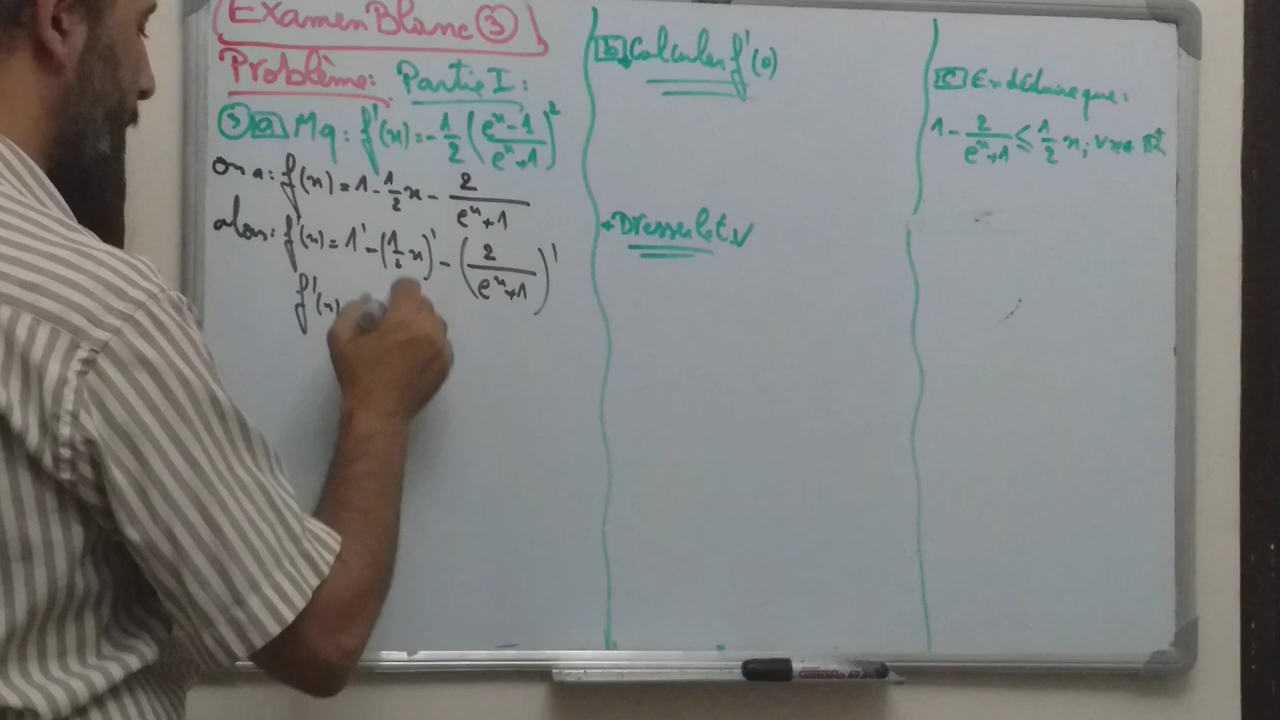 Examen Blanc ③
Problème: Partie I:
③ a Mq: f'(x) = -1/2 ((e^x - 1)/(e^x + 1))^2
on a: f(x) = 1 - 1/2 x - 2/(e^x + 1)
alors: f'(x) = 1' - (1/2 x)' - (2/(e^x + 1))'
f'(x)
b Calculer f'(0)
+ Dresser le t.v
c En déduire que:
1 - 2/(e^x + 1) ≤ 1/2 x; ∀x∈ ℝ^+